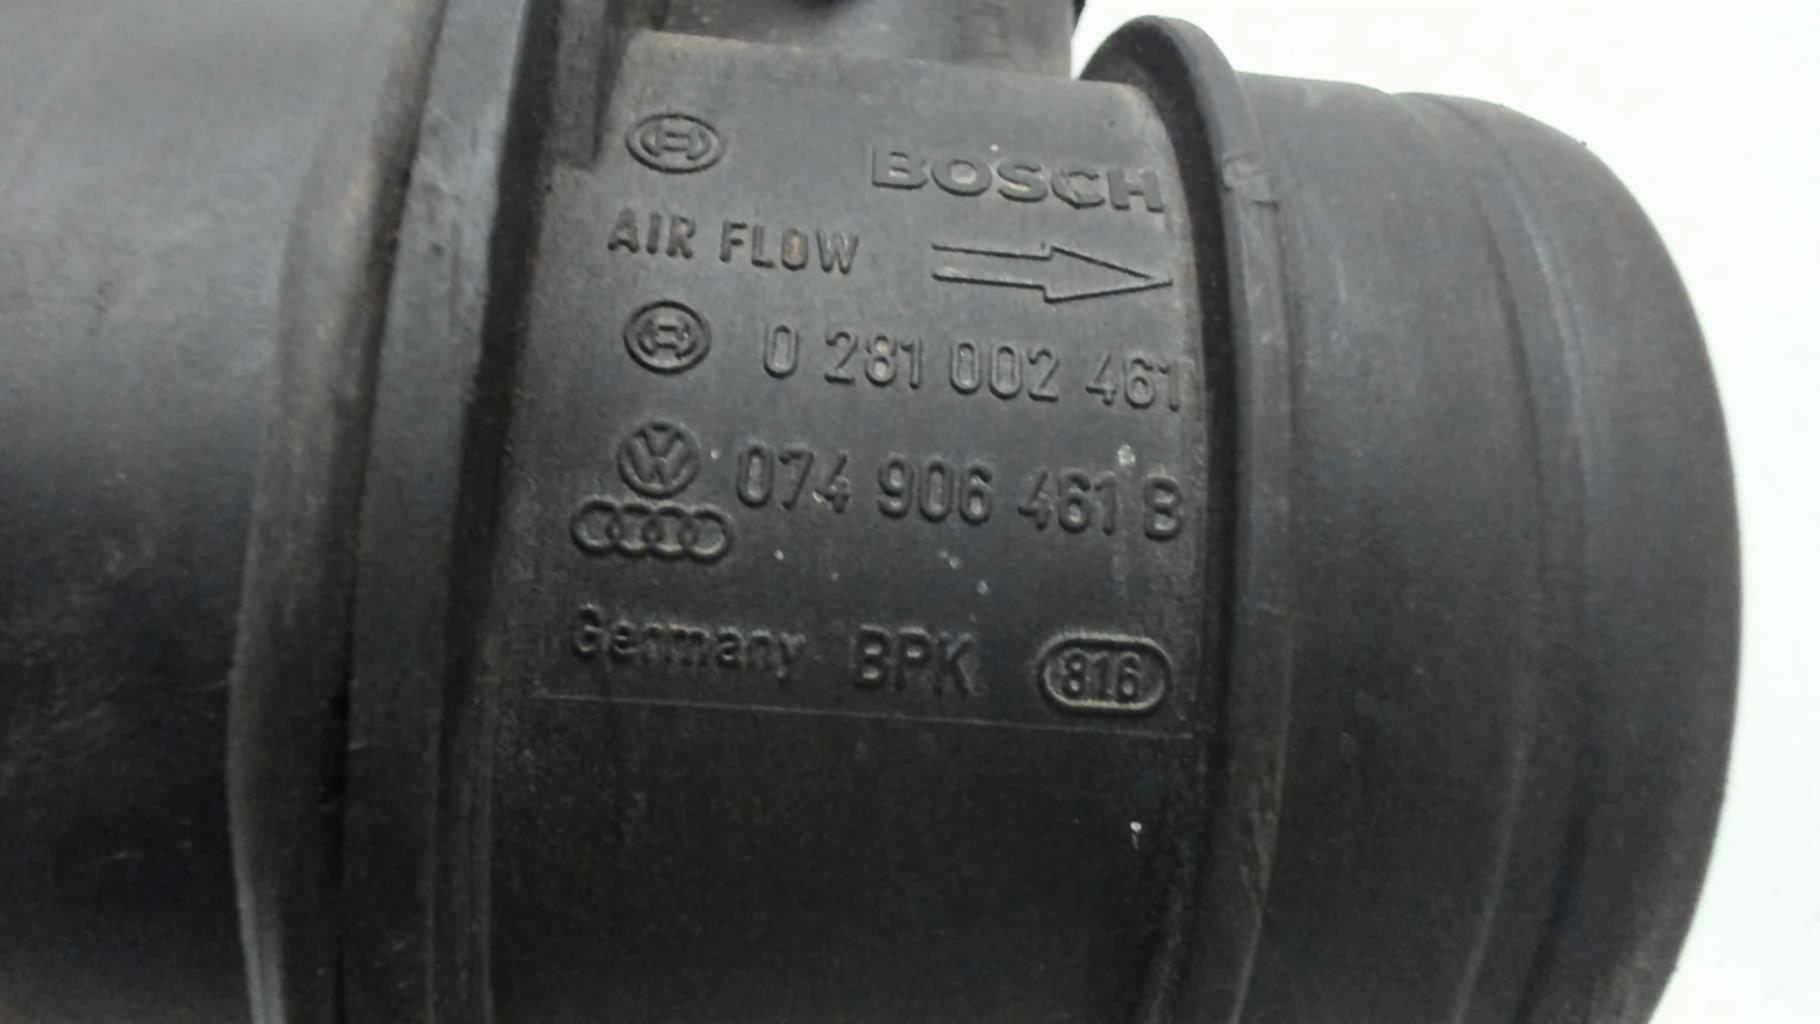 BOSCH
AIR FLOW
0 281 002 461
074 906 461 B
Germany BPK 816